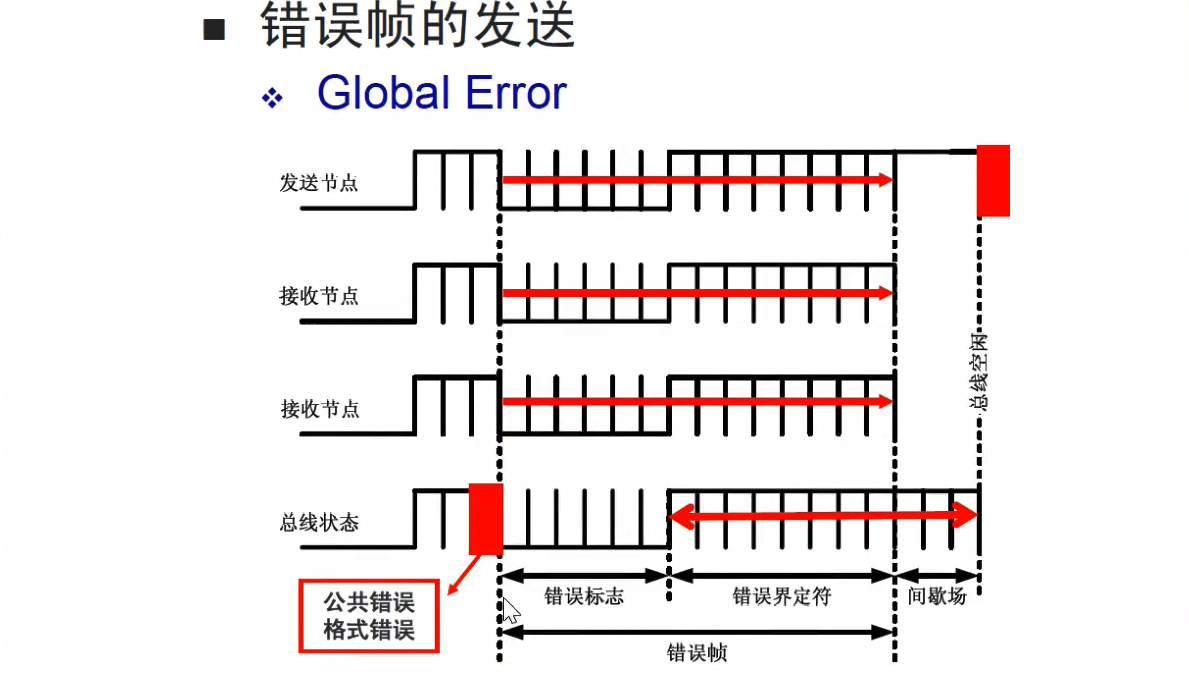 错误帧的发送
Global Error
发送节点
接收节点
总线空闲
接收节点
总线状态
公共错误
格式错误
错误标志
错误界定符
间歇场
错误帧